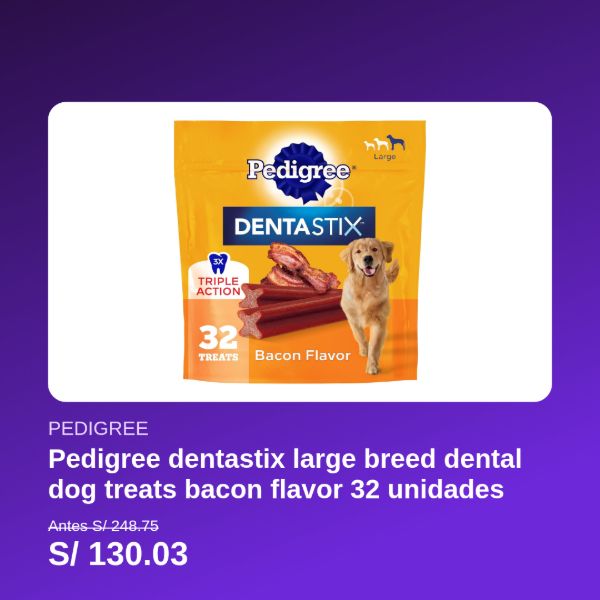 Large
Pedigree®
DENTASTIX™
3X
TRIPLE
ACTION
32
TREATS
Bacon Flavor
PEDIGREE
Pedigree dentastix large breed dental
dog treats bacon flavor 32 unidades
Antes S/ 248.75
S/ 130.03